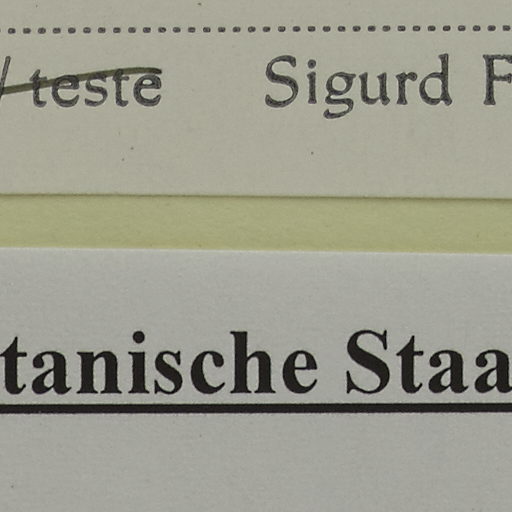 / teste Sigurd F
tanische Staa